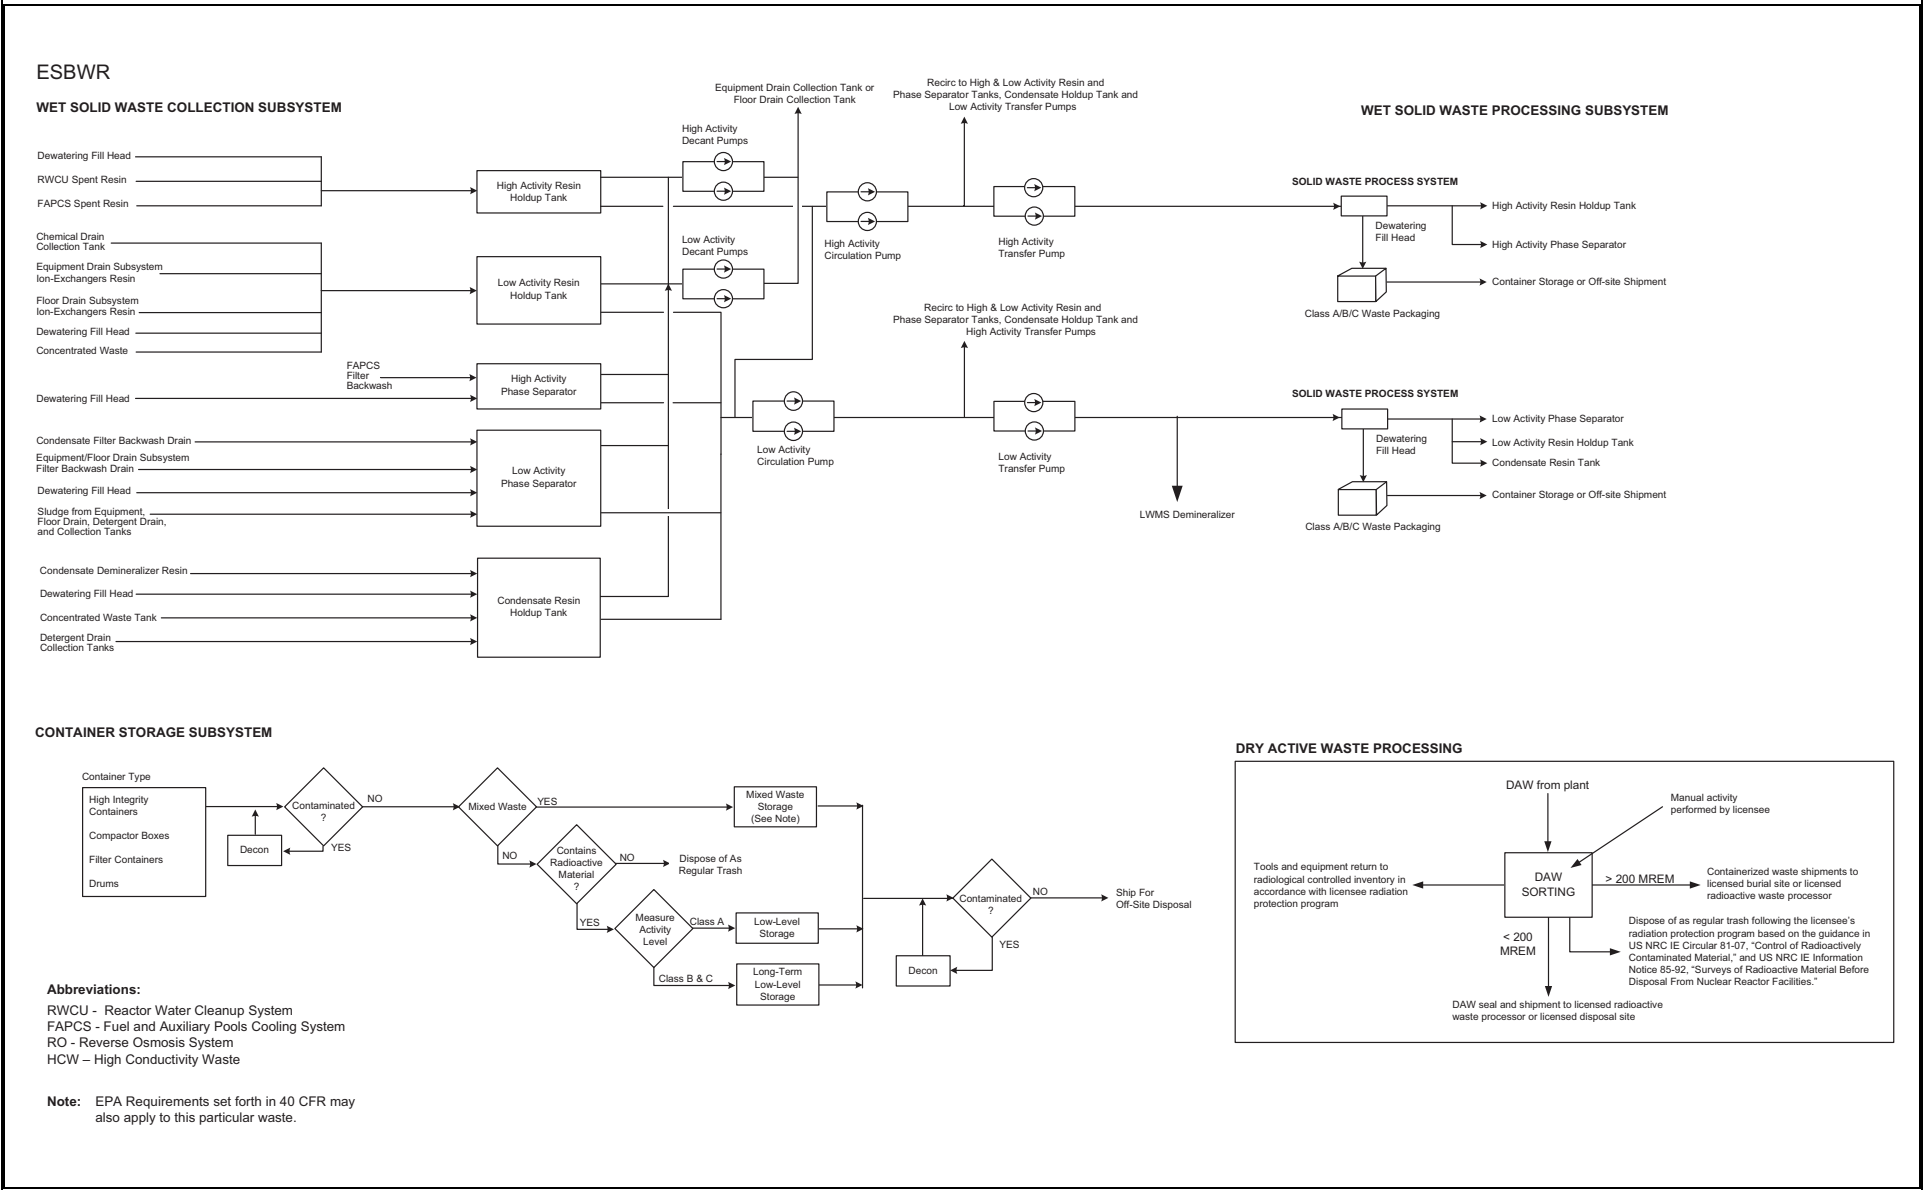 ESBWR
WET SOLID WASTE COLLECTION SUBSYSTEM
Dewatering Fill Head
RWCU Spent Resin
FAPCS Spent Resin
High Activity Resin
Holdup Tank
Chemical Drain
Collection Tank
Equipment Drain Subsystem
Ion-Exchangers Resin
Floor Drain Subsystem
Ion-Exchangers Resin
Dewatering Fill Head
Concentrated Waste
Low Activity Resin
Holdup Tank
FAPCS
Filter
Backwash
Dewatering Fill Head
High Activity
Phase Separator
Condensate Filter Backwash Drain
Equipment/Floor Drain Subsystem
Filter Backwash Drain
Dewatering Fill Head
Sludge from Equipment,
Floor Drain, Detergent Drain,
and Collection Tanks
Low Activity
Phase Separator
Condensate Demineralizer Resin
Dewatering Fill Head
Concentrated Waste Tank
Detergent Drain
Collection Tanks
Condensate Resin
Holdup Tank
Equipment Drain Collection Tank or
Floor Drain Collection Tank
High Activity
Decant Pumps
Low Activity
Decant Pumps
High Activity
Circulation Pump
Low Activity
Circulation Pump
Recirc to High & Low Activity Resin and
Phase Separator Tanks, Condensate Holdup Tank and
Low Activity Transfer Pumps
High Activity
Transfer Pump
Recirc to High & Low Activity Resin and
Phase Separator Tanks, Condensate Holdup Tank and
High Activity Transfer Pumps
Low Activity
Transfer Pump
LWMS Demineralizer
WET SOLID WASTE PROCESSING SUBSYSTEM
SOLID WASTE PROCESS SYSTEM
Dewatering
Fill Head
High Activity Resin Holdup Tank
High Activity Phase Separator
Container Storage or Off-site Shipment
Class A/B/C Waste Packaging
SOLID WASTE PROCESS SYSTEM
Dewatering
Fill Head
Low Activity Phase Separator
Low Activity Resin Holdup Tank
Condensate Resin Tank
Container Storage or Off-site Shipment
Class A/B/C Waste Packaging
CONTAINER STORAGE SUBSYSTEM
Container Type
High Integrity
Containers
Compactor Boxes
Filter Containers
Drums
Decon
Contaminated
?
NO
YES
Mixed Waste
YES
NO
Mixed Waste
Storage
(See Note)
Contains
Radioactive
Material
?
NO
Dispose of As
Regular Trash
YES
Measure
Activity
Level
Class A
Low-Level
Storage
Class B & C
Long-Term
Low-Level
Storage
Contaminated
?
NO
YES
Decon
Ship For
Off-Site Disposal
DRY ACTIVE WASTE PROCESSING
DAW from plant
Manual activity
performed by licensee
Tools and equipment return to
radiological controlled inventory in
accordance with licensee radiation
protection program
DAW
SORTING
> 200 MREM
Containerized waste shipments to
licensed burial site or licensed
radioactive waste processor
< 200
MREM
Dispose of as regular trash following the licensee's
radiation protection program based on the guidance in
US NRC IE Circular 81-07, “Control of Radioactively
Contaminated Material,” and US NRC IE Information
Notice 85-92, “Surveys of Radioactive Material Before
Disposal From Nuclear Reactor Facilities.”
DAW seal and shipment to licensed radioactive
waste processor or licensed disposal site
Abbreviations:
RWCU - Reactor Water Cleanup System
FAPCS - Fuel and Auxiliary Pools Cooling System
RO - Reverse Osmosis System
HCW – High Conductivity Waste
Note: EPA Requirements set forth in 40 CFR may
also apply to this particular waste.